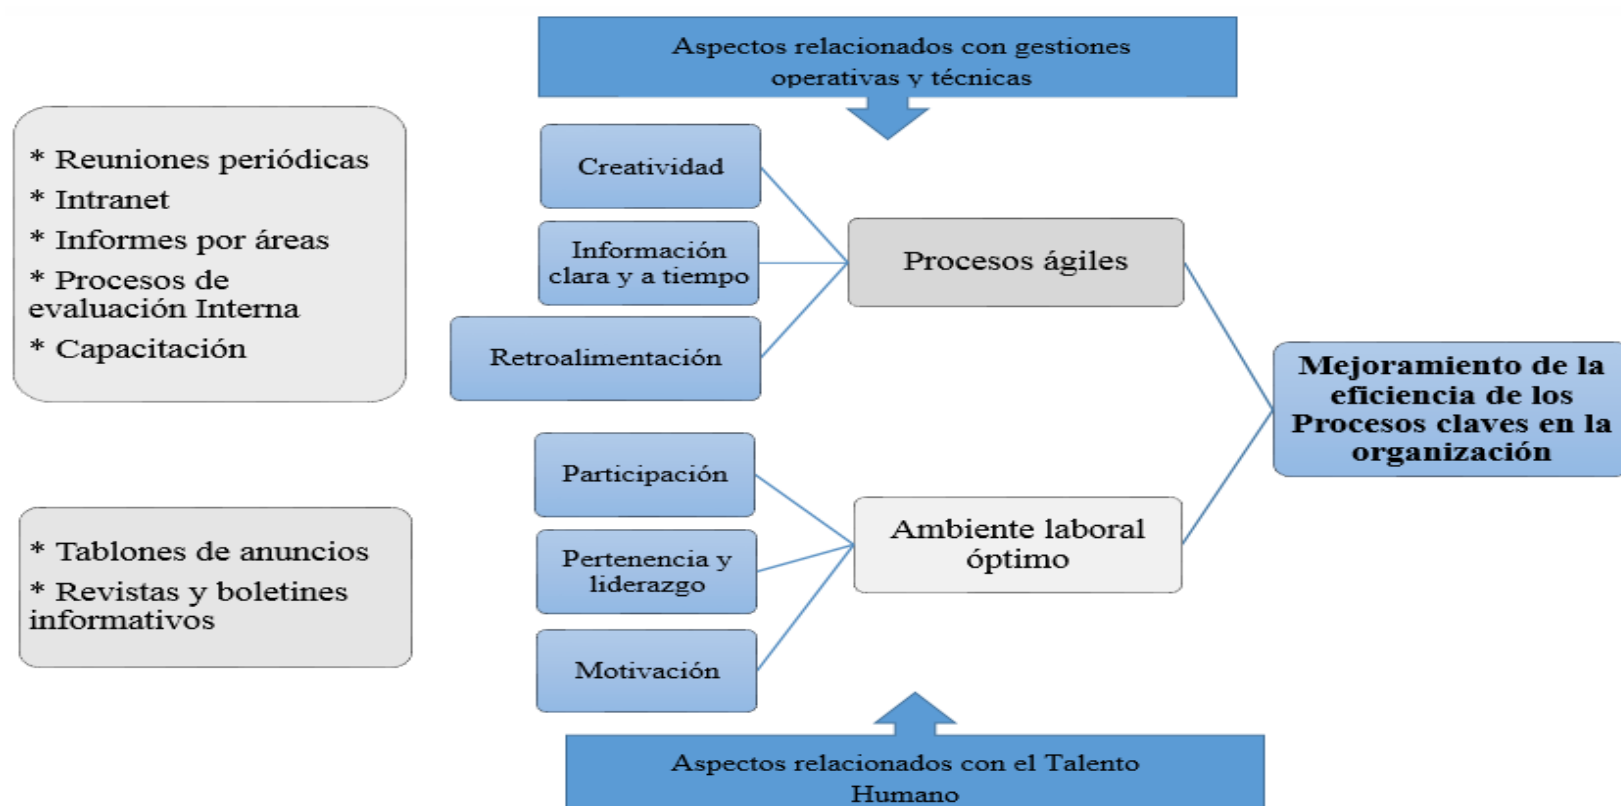 Aspectos relacionados con gestiones
operativas y técnicas
* Reuniones periódicas
* Intranet
* Informes por áreas
* Procesos de
evaluación Interna
* Capacitación
Creatividad
Información
clara y a tiempo
Retroalimentación
Procesos ágiles
Mejoramiento de la
eficiencia de los
Procesos claves en la
organización
* Tablones de anuncios
* Revistas y boletines
informativos
Participación
Pertenencia y
liderazgo
Motivación
Ambiente laboral
óptimo
Aspectos relacionados con el Talento
Humano